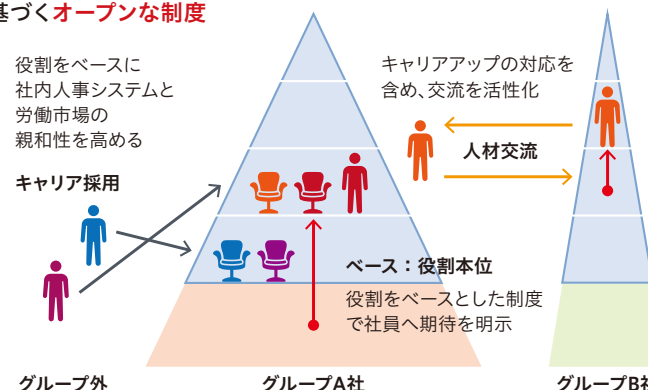 基づくオープンな制度
役割をベースに
社内人事システムと
労働市場の
親和性を高める
キャリア採用
キャリアアップの対応を
含め、交流を活性化
人材交流
ベース：役割本位
役割をベースとした制度
で社員へ期待を明示
グループ外
グループA社
グループB社